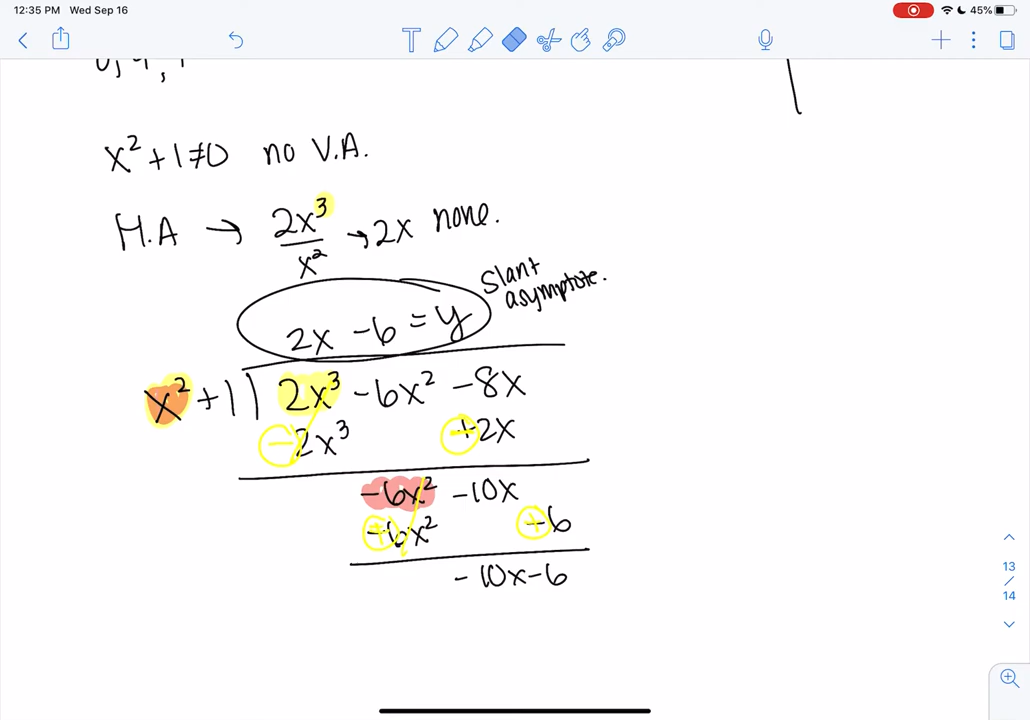 12:35 PM Wed Sep 16
45%
T
x² + 1 ≠ 0 no V.A.
H.A → 2x³/x² → 2x none.
Slant
asymptote.
2x - 6 = y
x² + 1 ) 2x³ - 6x² - 8x
- 2x³ + 2x
- 6x² - 10x
+ 6x² + 6
- 10x - 6
13
/
14